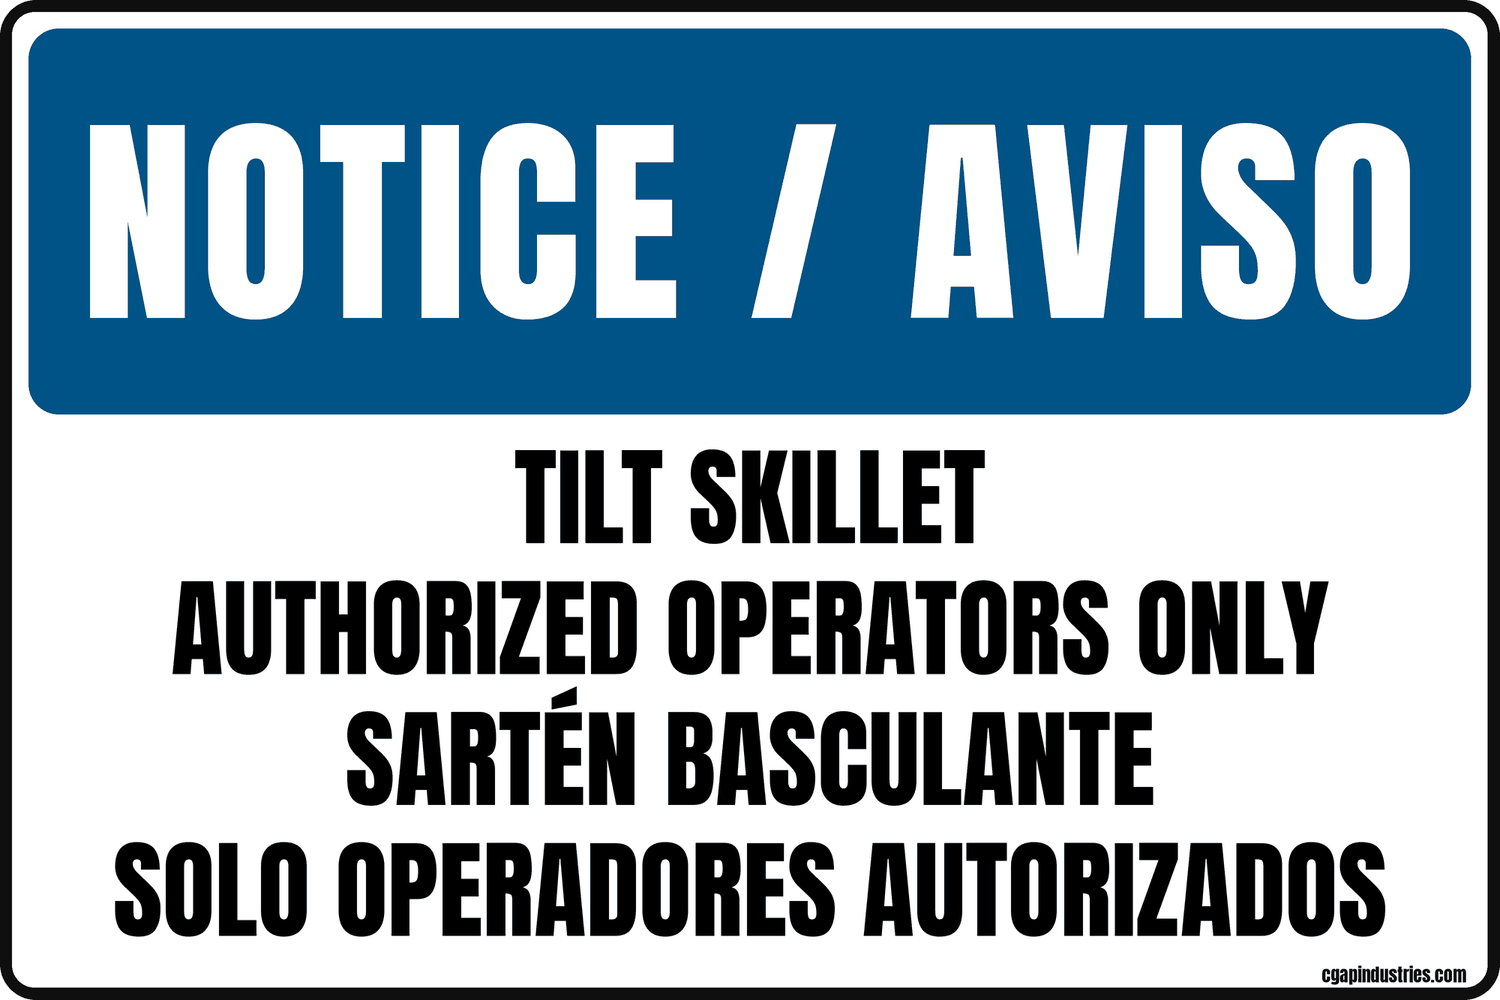 NOTICE / AVISO
TILT SKILLET
AUTHORIZED OPERATORS ONLY
SARTÉN BASCULANTE
SOLO OPERADORES AUTORIZADOS
cgapindustries.com